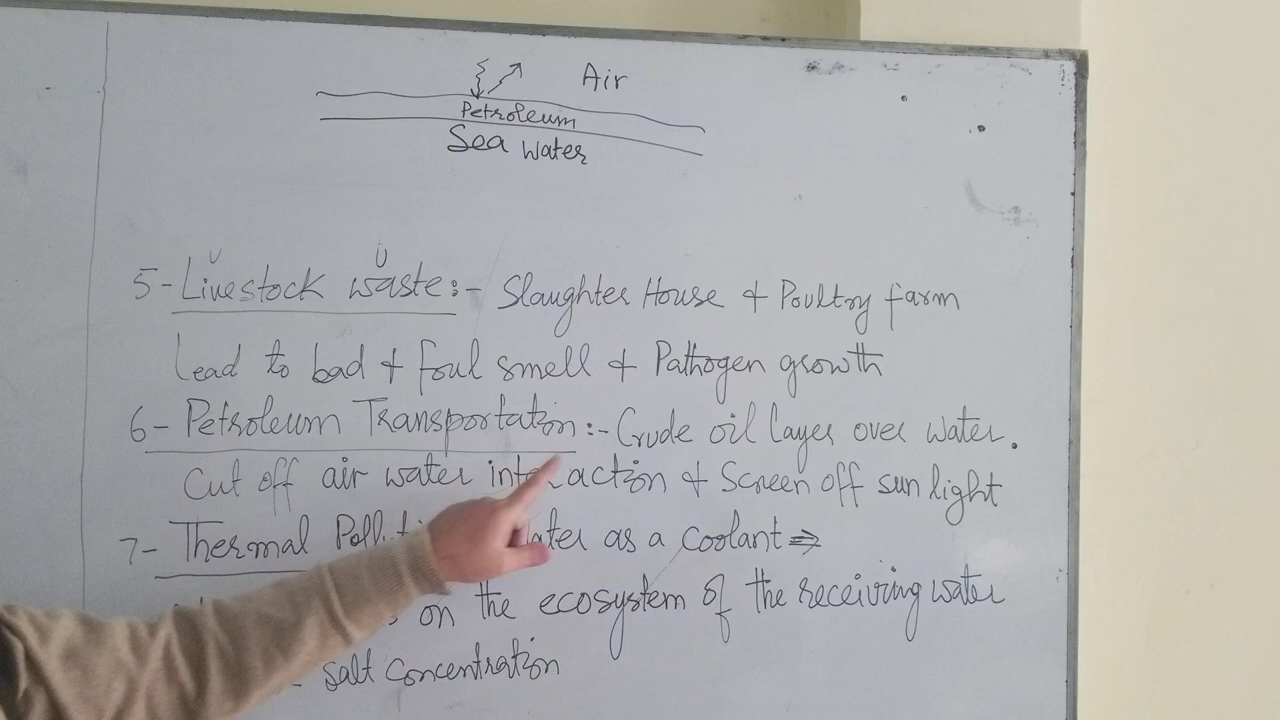 Air
Petroleum
Sea Water
5- Livestock waste:- Slaughter House & Poultry farm
Lead to bad & foul smell & Pathogen growth
6- Petroleum Transportation:- Crude oil layer over water.
Cut off air water interaction & Screen off sun light
7- Thermal as a coolant ⇒
on the ecosystem of the receiving water
salt concentration